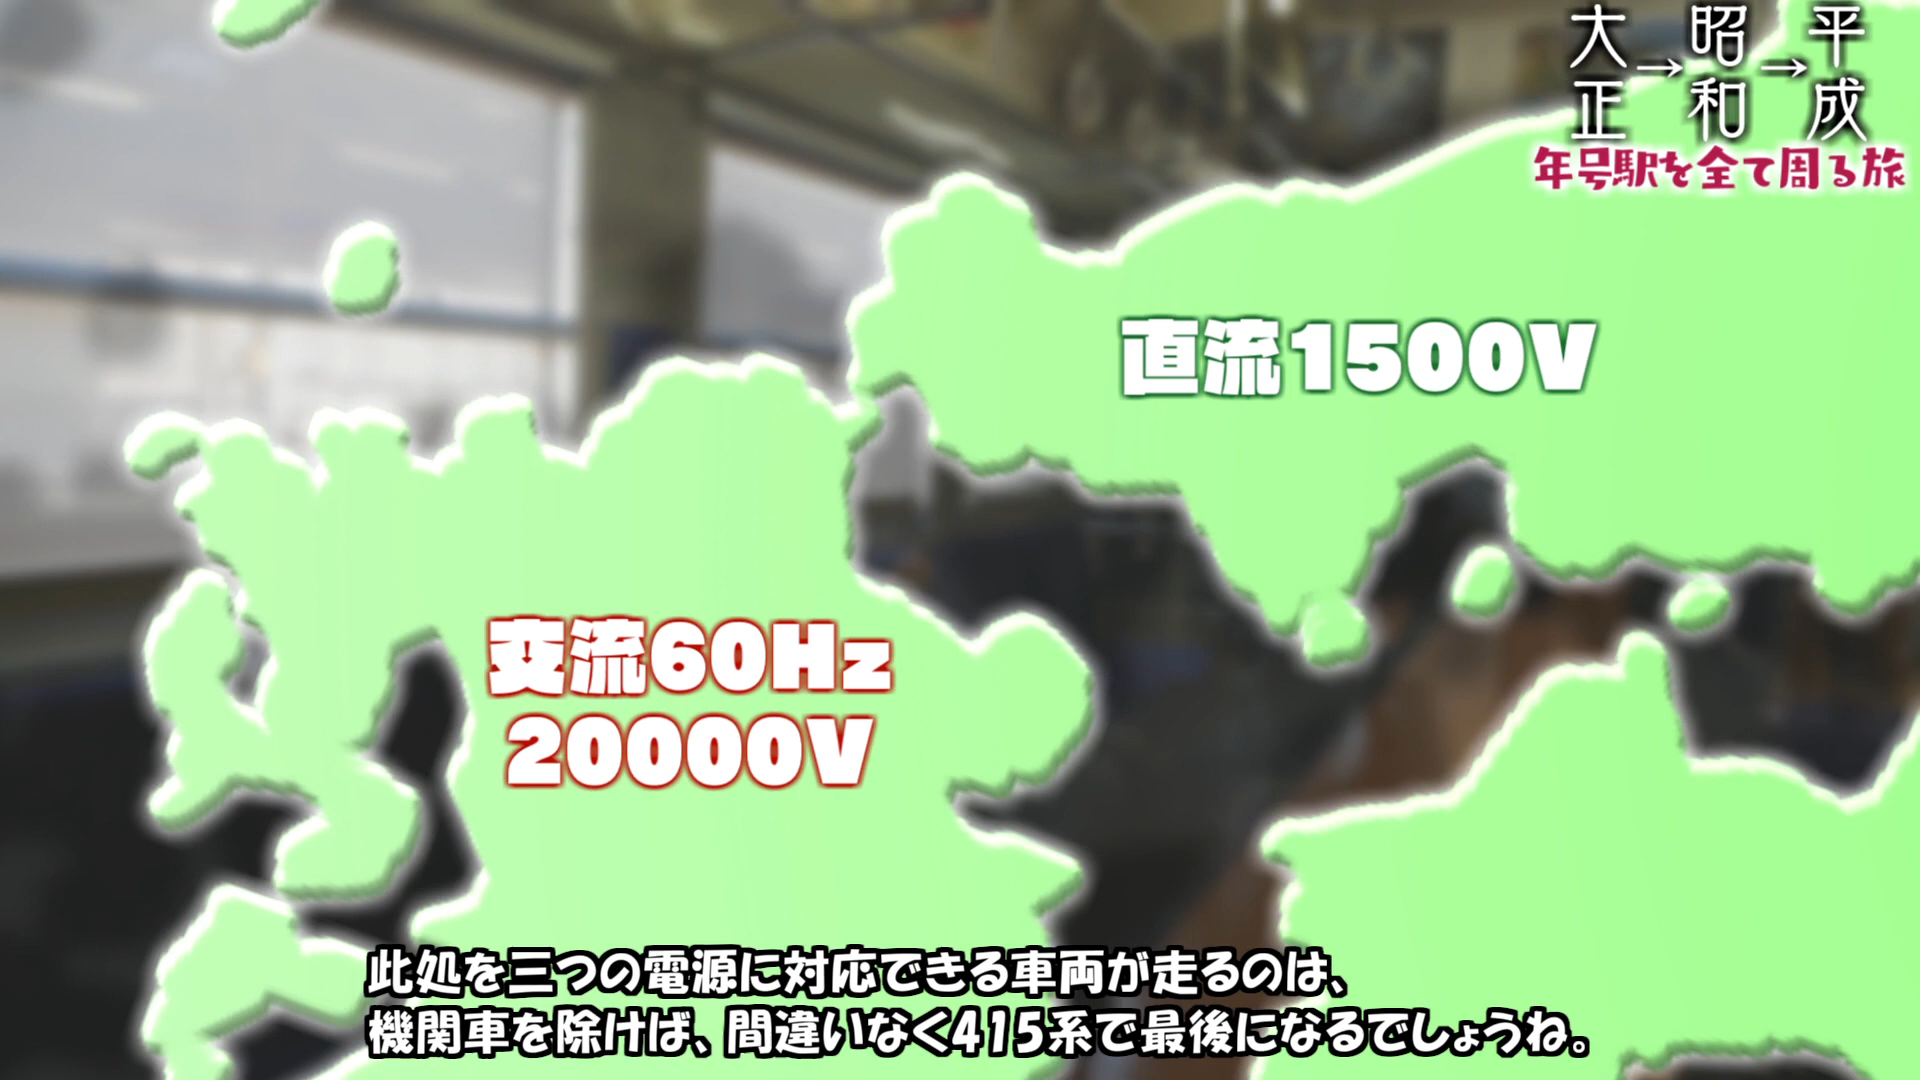 大正→昭和→平成
年号駅を全て周る旅
直流1500V
交流60Hz
20000V
此処を三つの電源に対応できる車両が走るのは、
機関車を除けば、間違いなく415系で最後になるでしょうね。